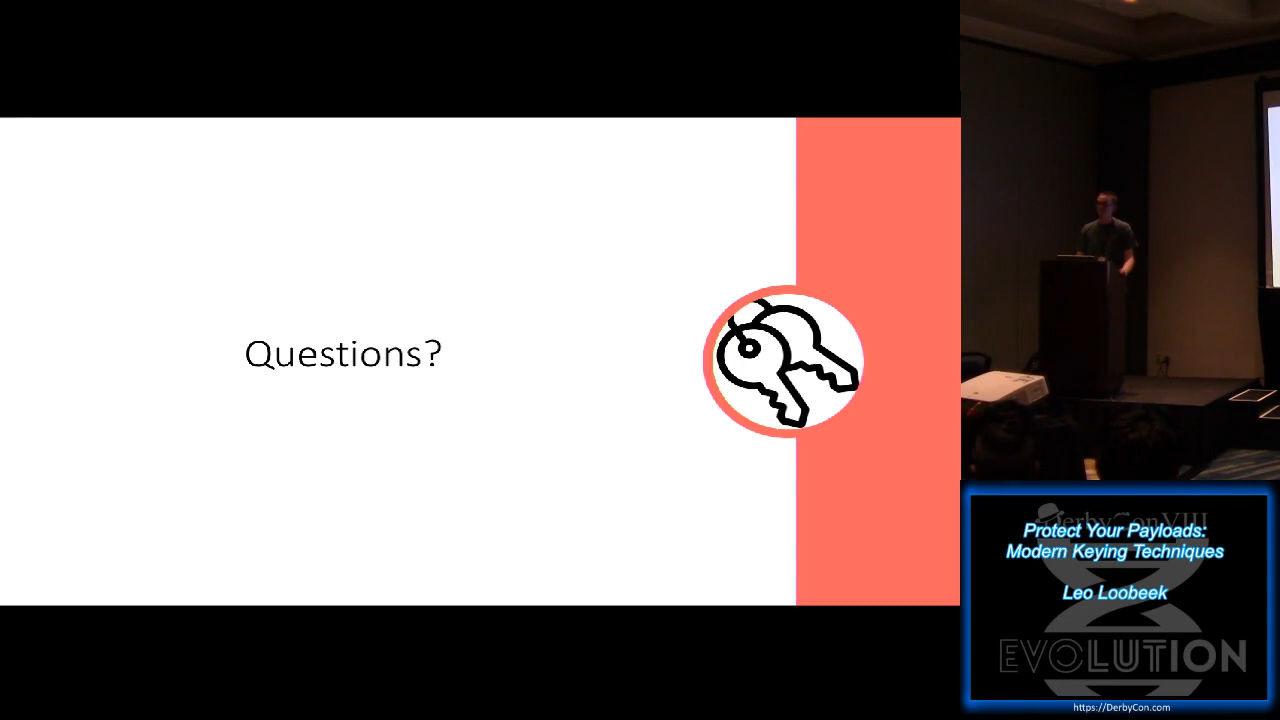 Questions?
DerbyCon VIII
Protect Your Payloads:
Modern Keying Techniques
Leo Loobeek
EVOLUTION
https://DerbyCon.com